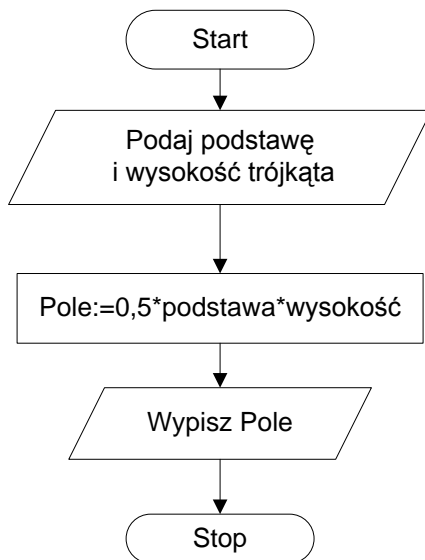 Start
Podaj podstawę
i wysokość trójkąta
Pole:=0,5*podstawa*wysokość
Wypisz Pole
Stop